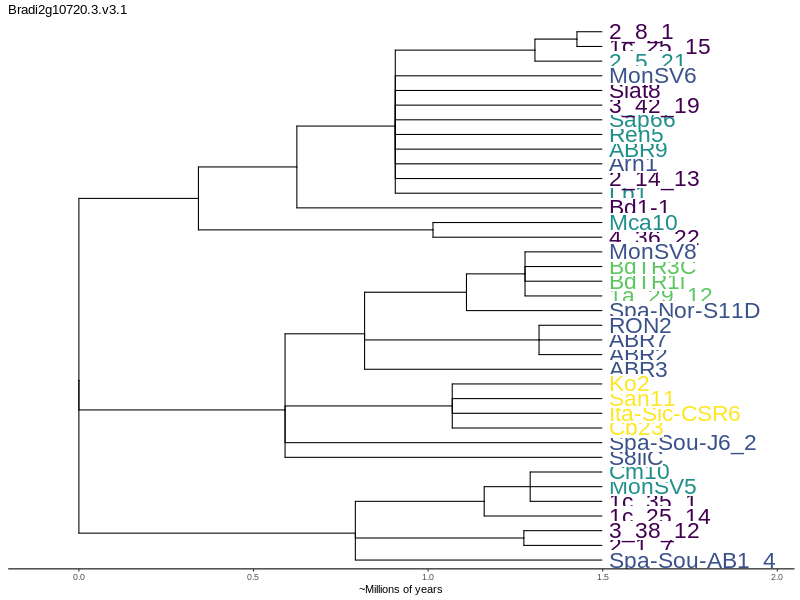 Bradi2g10720.3.v3.1
2_8_1
1c_25_15
2_5_21
MonSV6
Siat8
3_42_19
Sap66
Ren5
ABR9
Arn1
2_14_13
Lb1
Bd1-1
Mca10
4_36_22
MonSV8
BdTR3C
BdTR1i
Ta_29_12
Spa-Nor-S11D
RON2
ABR7
ABR2
ABR3
Ko2
San11
Ita-Sic-CSR6
Cb23
Spa-Sou-J6_2
S8iiC
Cm10
MonSV5
1c_35_1
1c_25_14
3_38_12
2_1_7
Spa-Sou-AB1_4
0.0 0.5 1.0 1.5 2.0
~Millions of years